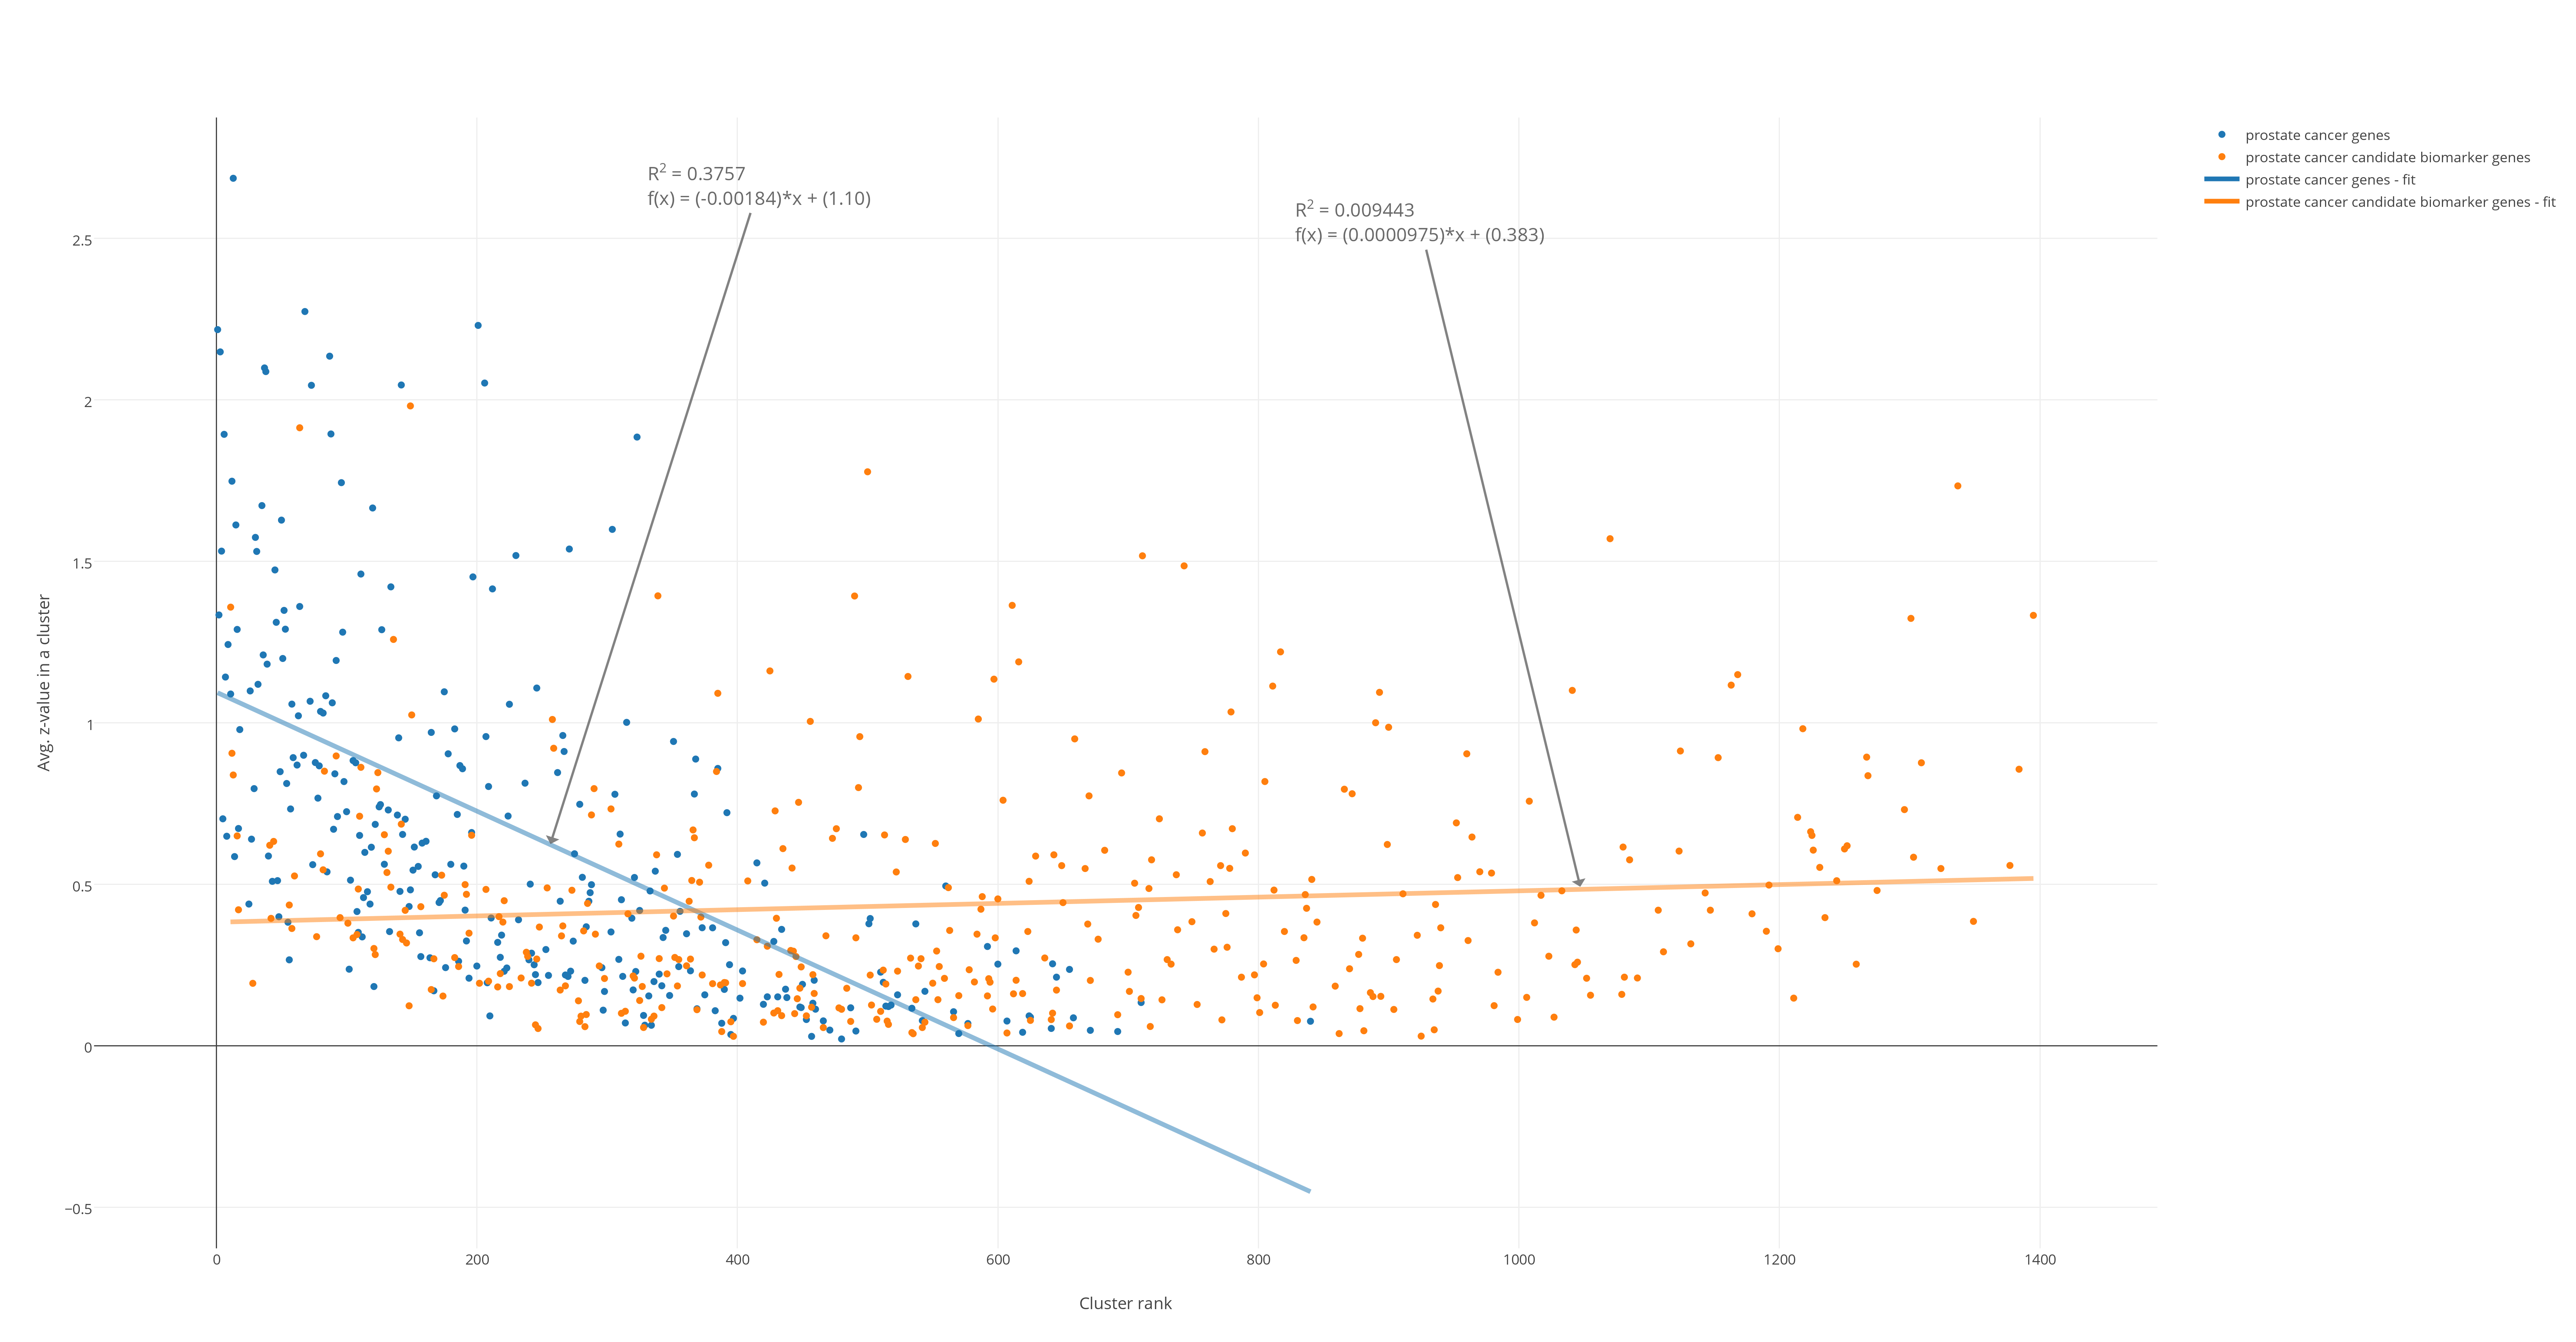 R² = 0.3757
f(x) = (-0.00184)*x + (1.10)
R² = 0.009443
f(x) = (0.0000975)*x + (0.383)
prostate cancer genes
prostate cancer candidate biomarker genes
prostate cancer genes - fit
prostate cancer candidate biomarker genes - fit
Avg. z-value in a cluster
2.5
2
1.5
1
0.5
0
−0.5
0 200 400 600 800 1000 1200 1400
Cluster rank